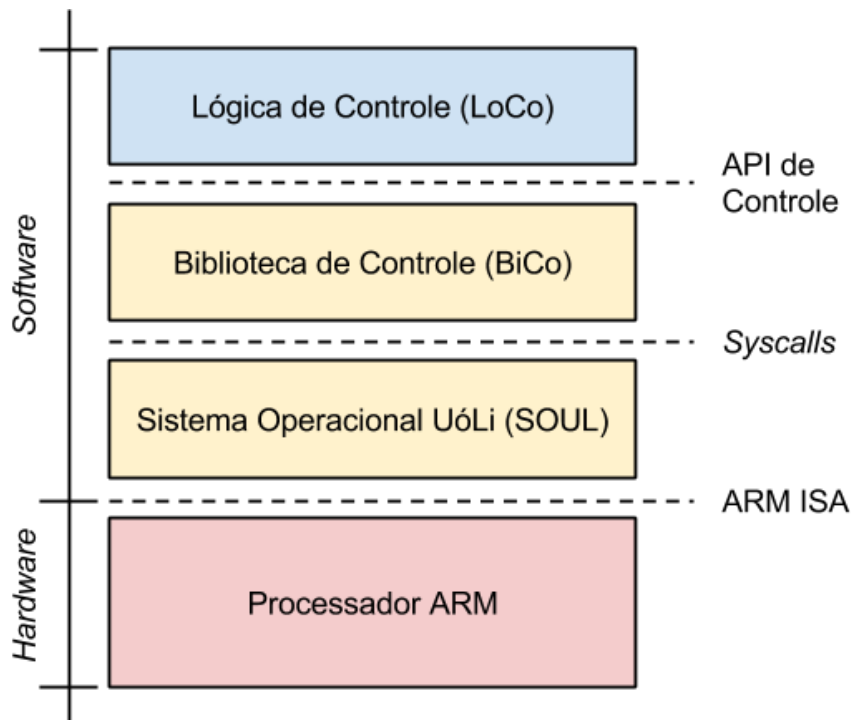 Lógica de Controle (LoCo)
API de
Controle
Software
Biblioteca de Controle (BiCo)
Syscalls
Sistema Operacional UóLi (SOUL)
ARM ISA
Hardware
Processador ARM